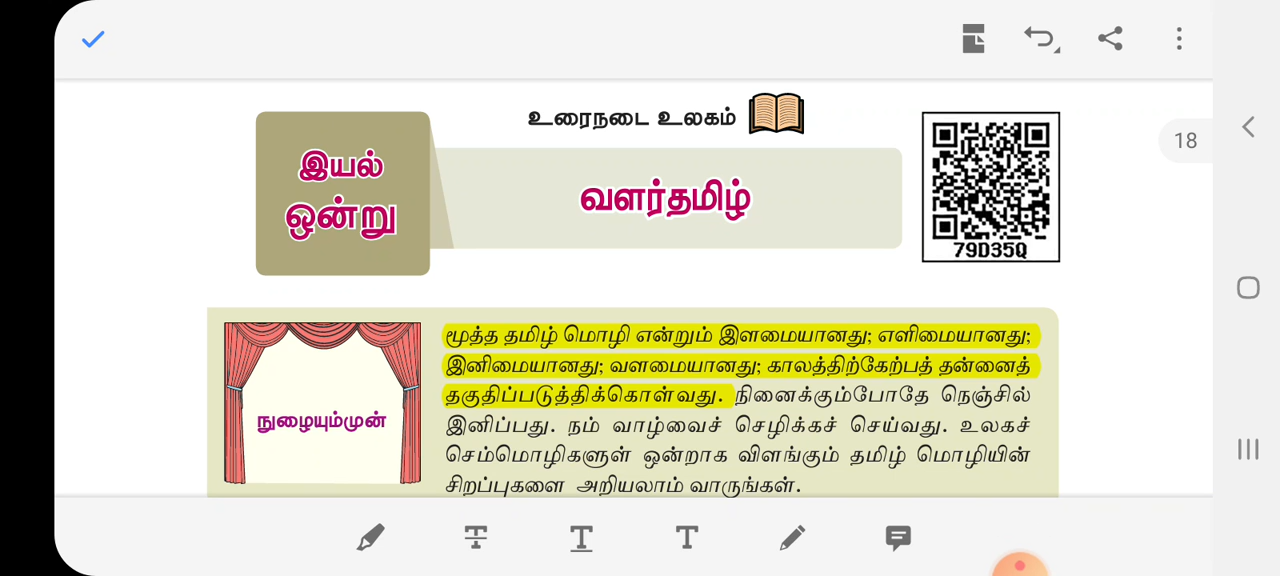 உரைநடை உலகம்
18
இயல்
ஒன்று
வளர்தமிழ்
79D35Q
மூத்த தமிழ் மொழி என்றும் இளமையானது; எளிமையானது;
இனிமையானது; வளமையானது; காலத்திற்கேற்பத் தன்னைத்
தகுதிப்படுத்திக்கொள்வது. நினைக்கும்போதே நெஞ்சில்
இனிப்பது. நம் வாழ்வைச் செழிக்கச் செய்வது. உலகச்
செம்மொழிகளுள் ஒன்றாக விளங்கும் தமிழ் மொழியின்
சிறப்புகளை அறியலாம் வாருங்கள்.
நுழையும்முன்